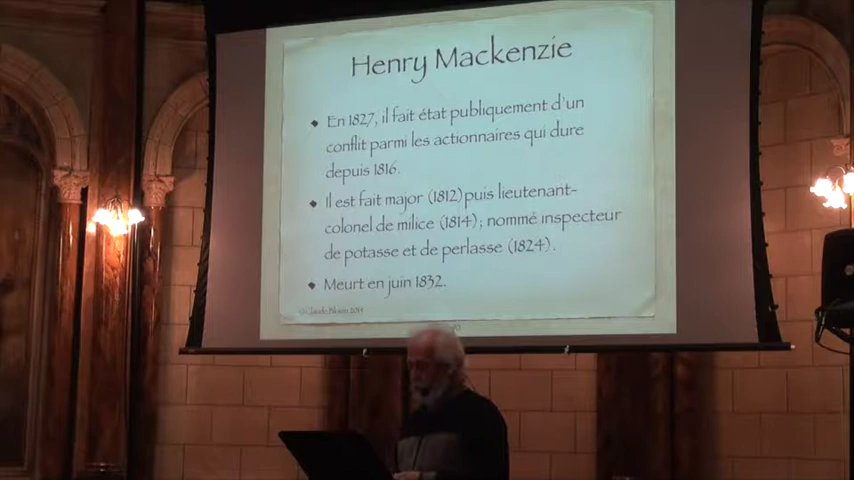 Henry Mackenzie
En 1827, il fait état publiquement d'un
conflit parmi les actionnaires qui dure
depuis 1816.
Il est fait major (1812) puis lieutenant-
colonel de milice (1814); nommé inspecteur
de potasse et de perlasse (1824).
Meurt en juin 1832.